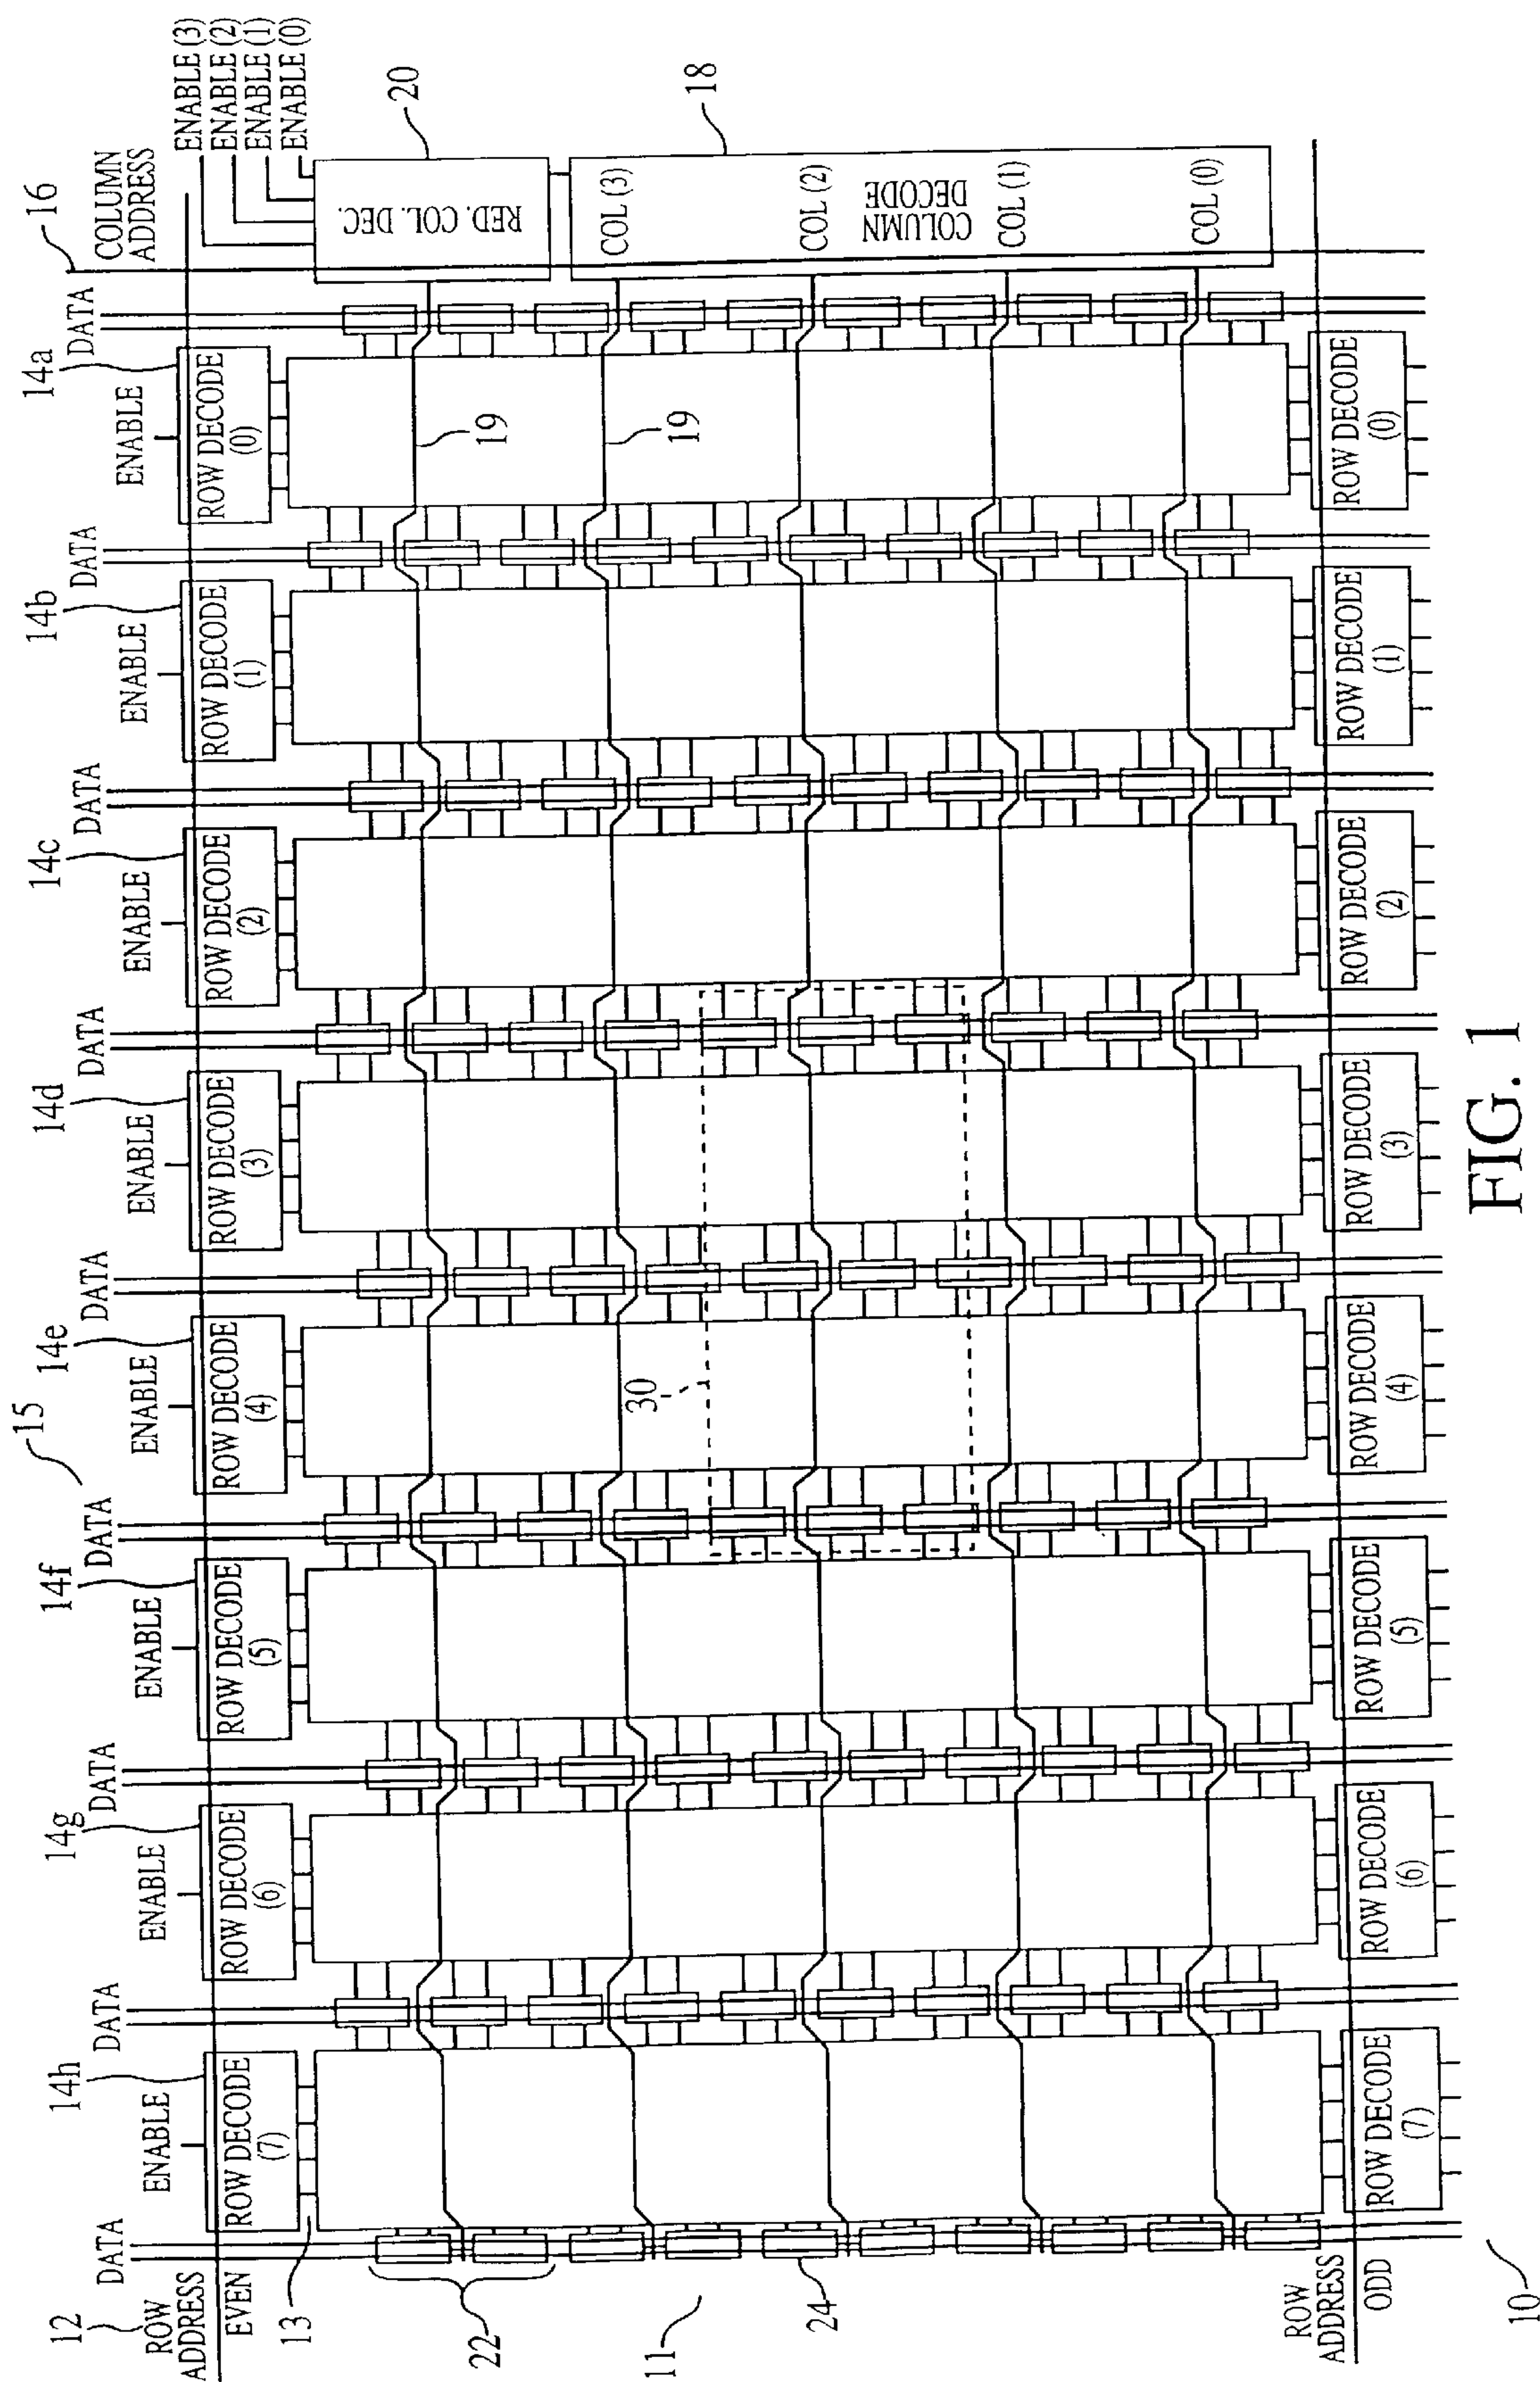 16
COLUMN
ADDRESS
ENABLE (3)
ENABLE (2)
ENABLE (1)
ENABLE (0)
20
18
RED. COL. DEC.
COLUMN
DECODE
COL (3)
COL (2)
COL (1)
COL (0)
DATA
14a
ENABLE
ROW DECODE
(0)
19
19
ROW DECODE
(0)
DATA
14b
ENABLE
ROW DECODE
(1)
ROW DECODE
(1)
DATA
14c
ENABLE
ROW DECODE
(2)
ROW DECODE
(2)
DATA
14d
ENABLE
ROW DECODE
(3)
ROW DECODE
(3)
DATA
14e
ENABLE
ROW DECODE
(4)
30
ROW DECODE
(4)
15
DATA
14f
ENABLE
ROW DECODE
(5)
ROW DECODE
(5)
DATA
14g
ENABLE
ROW DECODE
(6)
ROW DECODE
(6)
DATA
14h
ENABLE
ROW DECODE
(7)
ROW DECODE
(7)
DATA
12
ROW
ADDRESS
EVEN
13
22
11
24
ROW
ADDRESS
ODD
10
FIG. 1